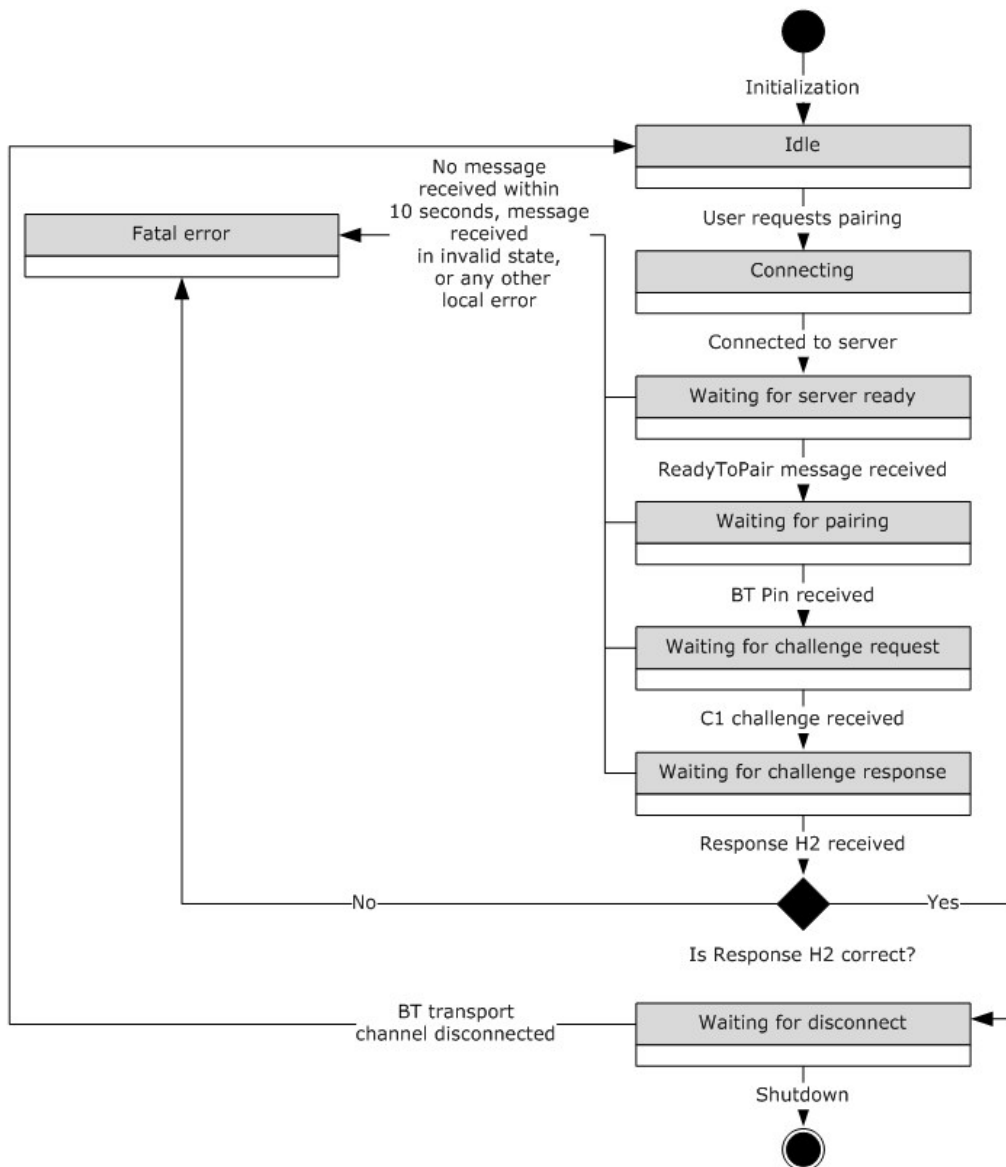 Initialization
Idle
No message
received within
10 seconds, message
received
in invalid state,
or any other
local error
User requests pairing
Fatal error
Connecting
Connected to server
Waiting for server ready
ReadyToPair message received
Waiting for pairing
BT Pin received
Waiting for challenge request
C1 challenge received
Waiting for challenge response
Response H2 received
No
Yes
Is Response H2 correct?
BT transport
channel disconnected
Waiting for disconnect
Shutdown